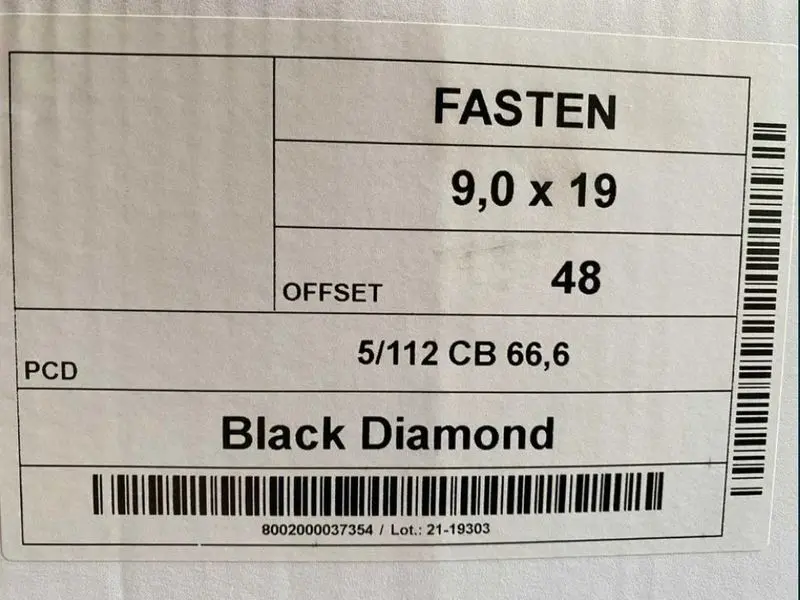 FASTEN
9,0 x 19
OFFSET 48
PCD 5/112 CB 66,6
Black Diamond
8002000037354 / Lot.: 21-19303